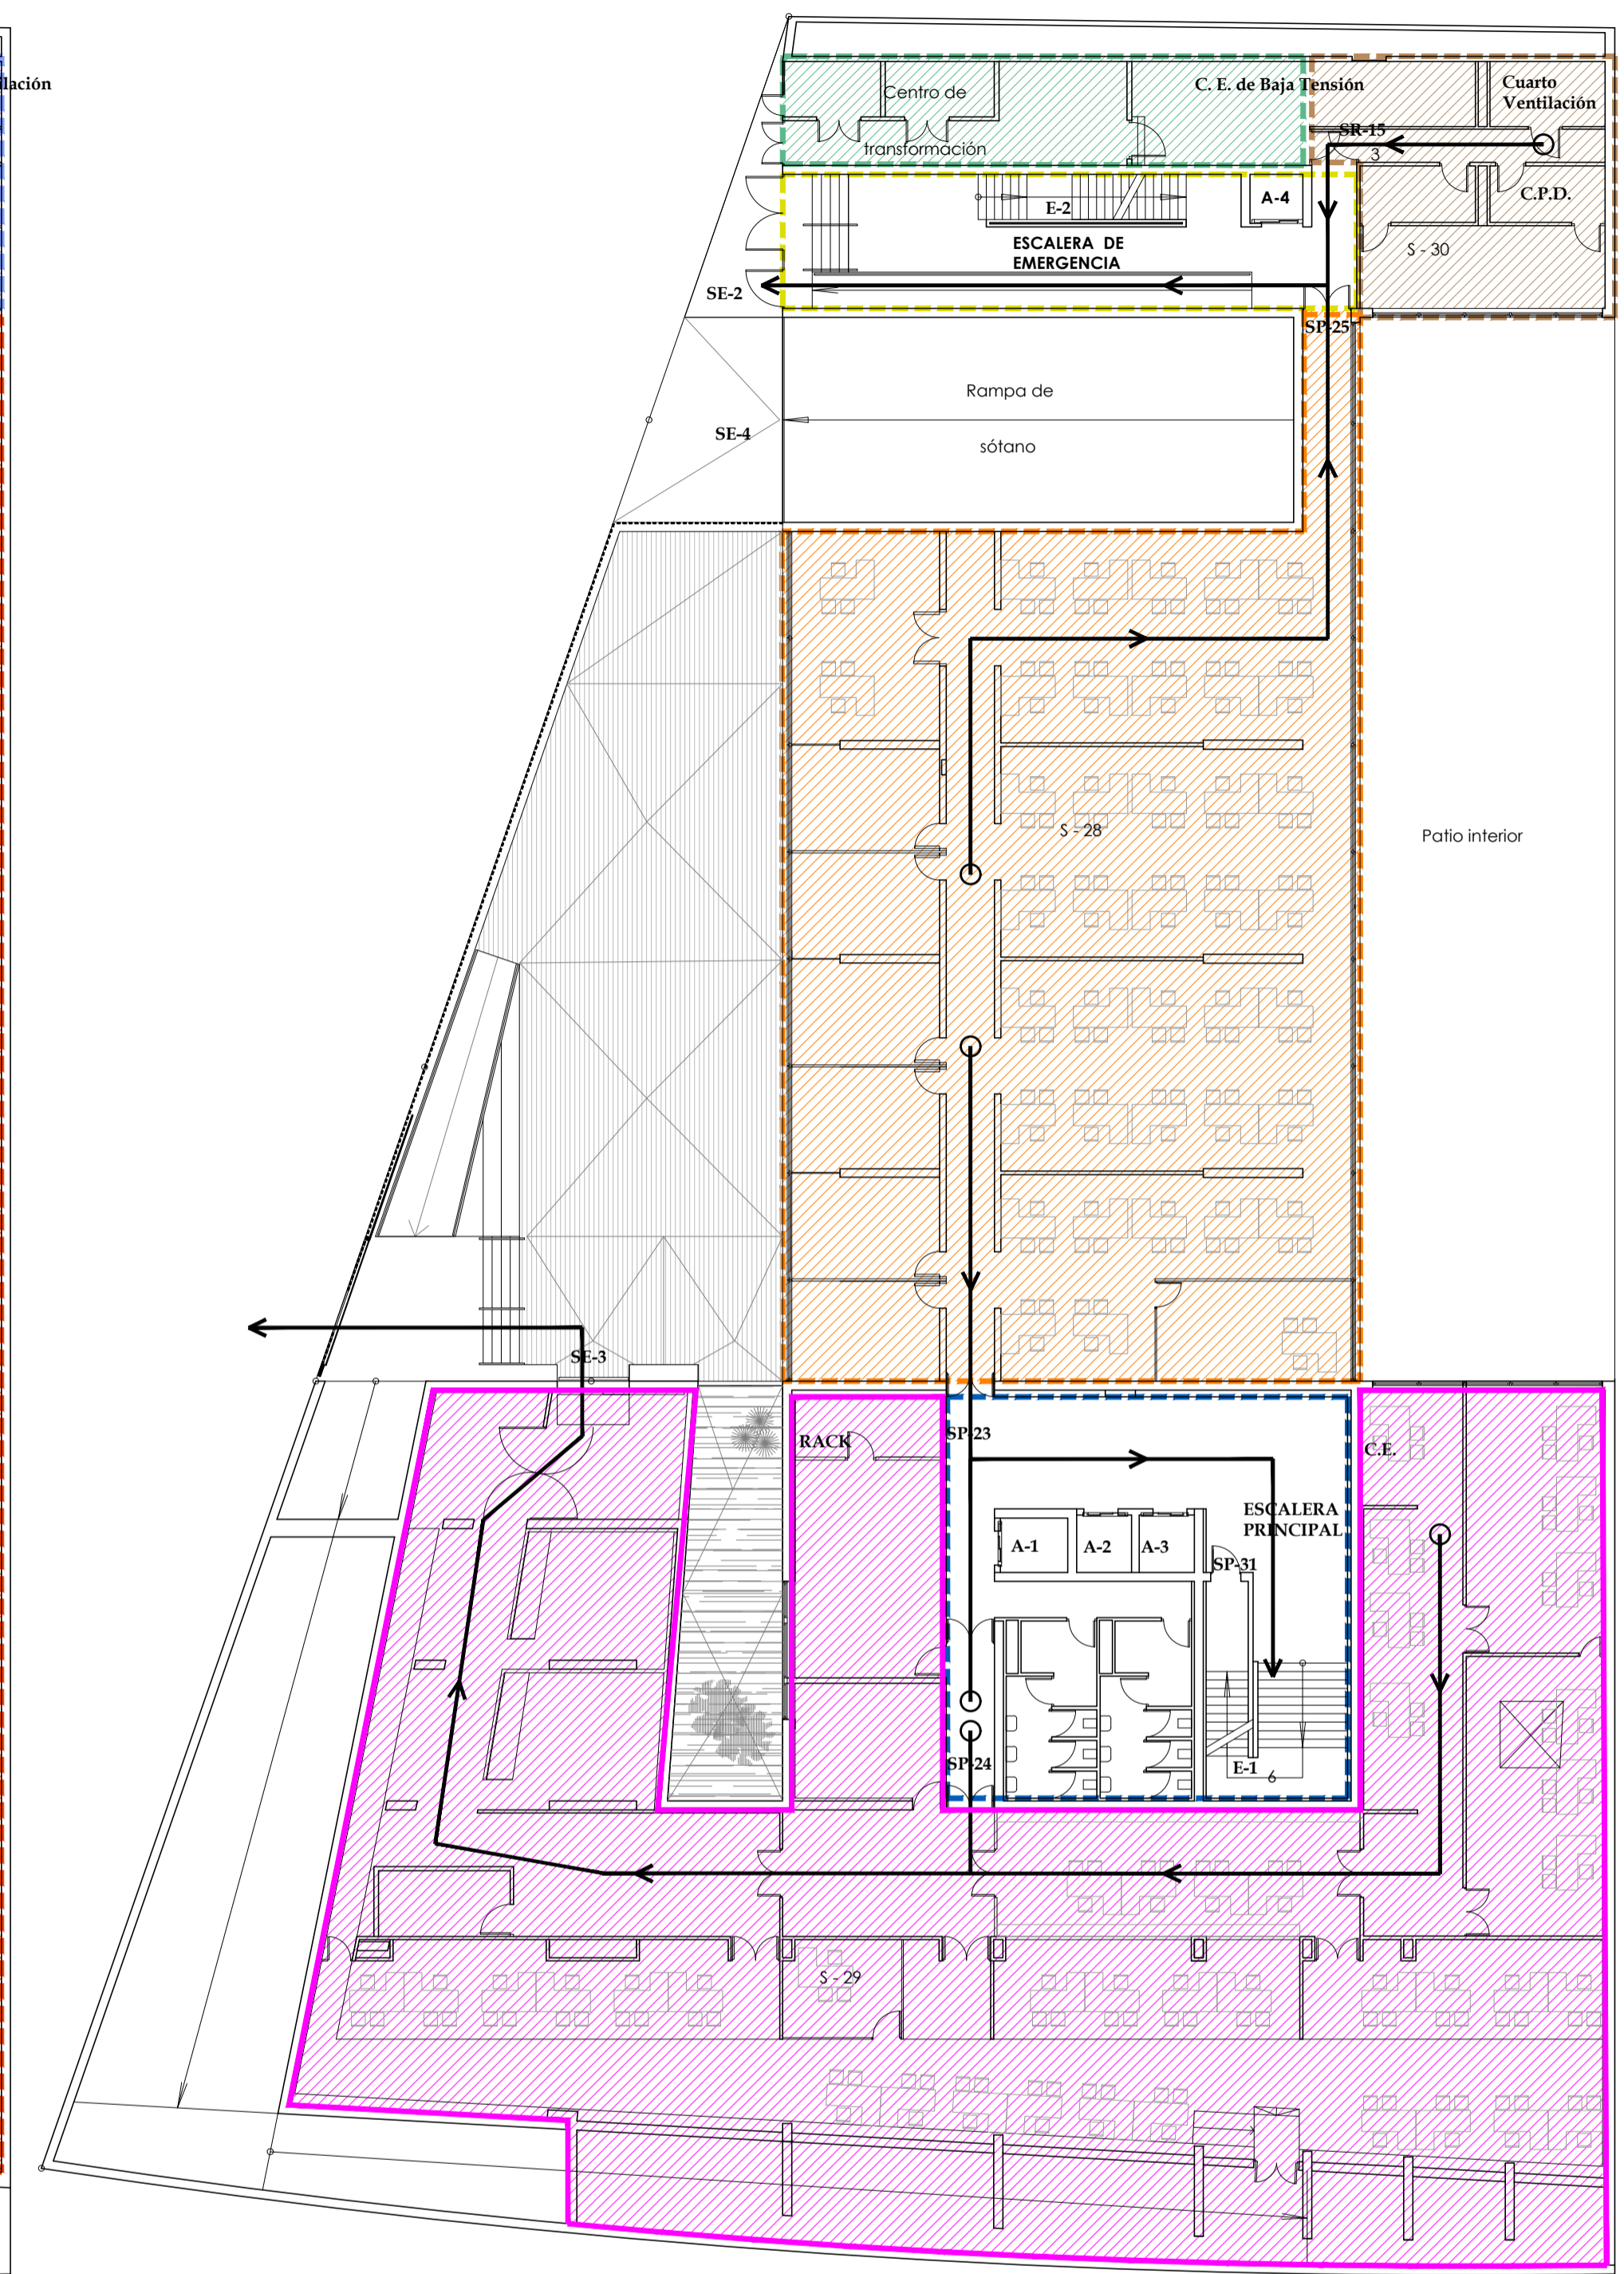 lación
Centro de
transformación
C. E. de Baja Tensión
Cuarto
Ventilación
SR-15
3
C.P.D.
S - 30
E-2
A-4
ESCALERA DE
EMERGENCIA
SE-2
SP-25
Rampa de
sótano
SE-4
S - 28
Patio interior
SE-3
RACK
SP-23
C.E.
ESCALERA
PRINCIPAL
A-1
A-2
A-3
SP-31
SP-24
E-1
6
S - 29